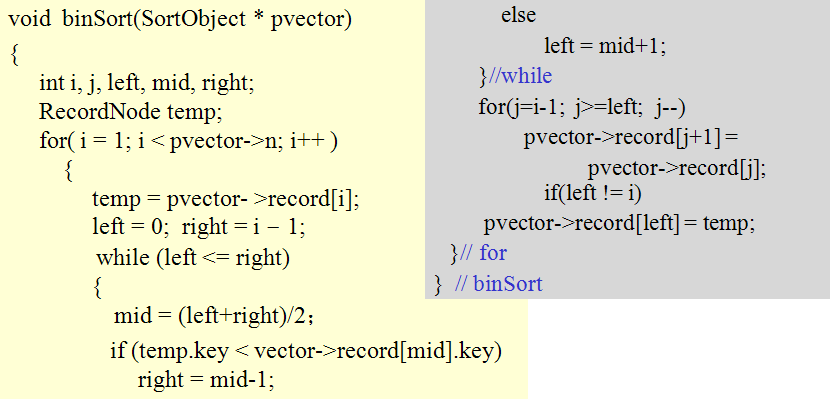 void binSort(SortObject * pvector)
{
int i, j, left, mid, right;
RecordNode temp;
for( i = 1; i < pvector->n; i++ )
{
temp = pvector- >record[i];
left = 0; right = i – 1;
while (left <= right)
{
mid = (left+right)/2；
if (temp.key < vector->record[mid].key)
right = mid-1;
else
left = mid+1;
}//while
for(j=i-1; j>=left; j--)
pvector->record[j+1] =
pvector->record[j];
if(left != i)
pvector->record[left] = temp;
}// for
} // binSort